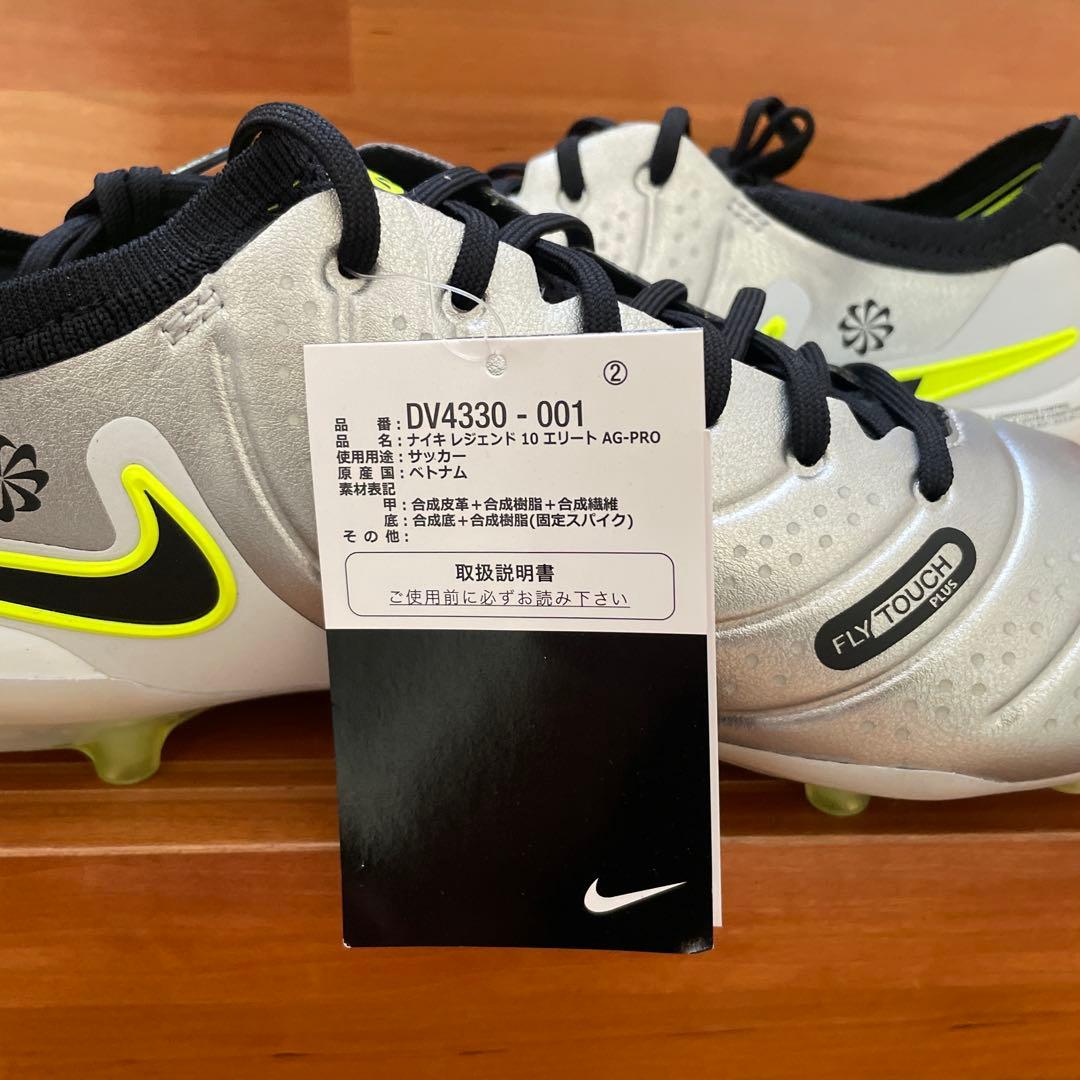 ②
品 番：DV4330 - 001
品 名：ナイキ レジェンド 10 エリート AG-PRO
使用用途：サッカー
原 産 国：ベトナム
素材表記
甲：合成皮革＋合成樹脂＋合成繊維
底：合成底＋合成樹脂(固定スパイク)
そ の 他：
取扱説明書
ご使用前に必ずお読み下さい
FLY TOUCH
PLUS